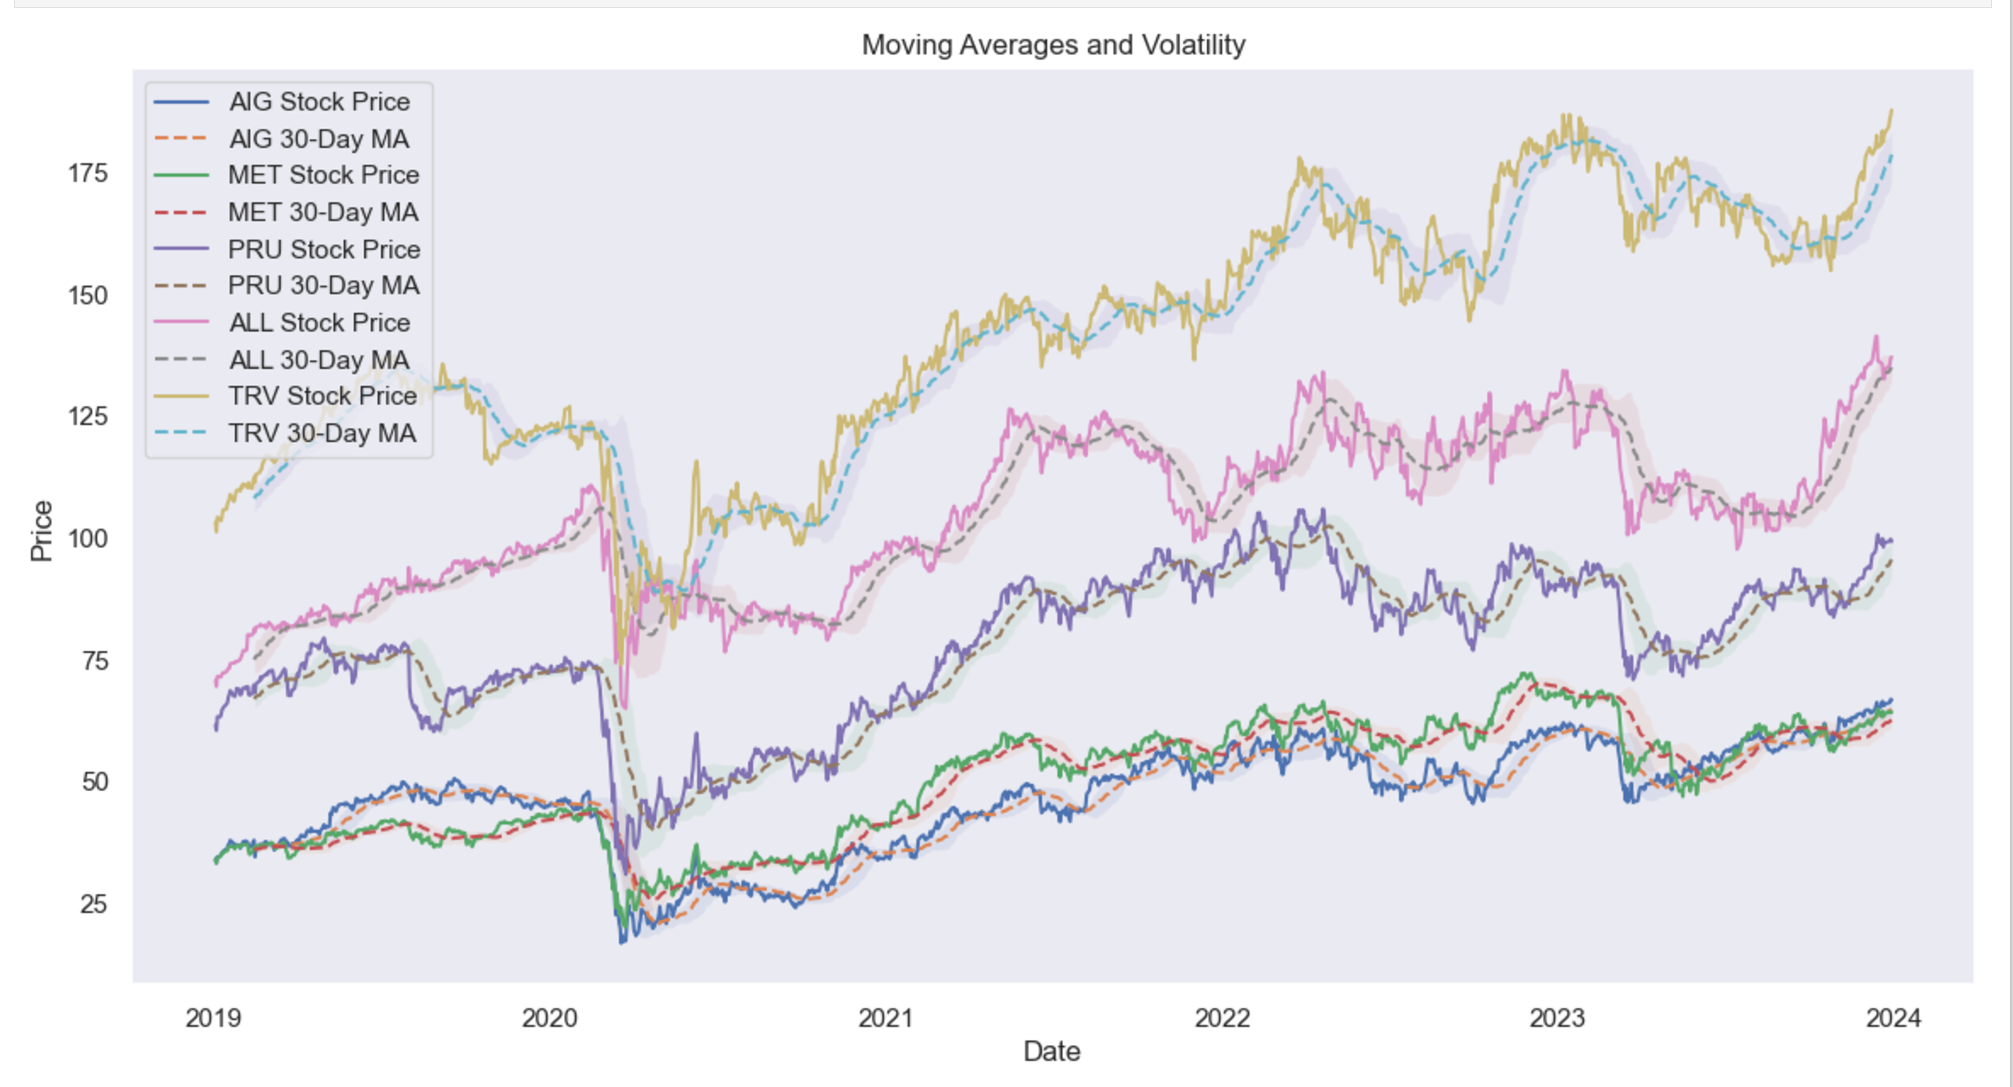 Moving Averages and Volatility
AIG Stock Price
AIG 30-Day MA
MET Stock Price
MET 30-Day MA
PRU Stock Price
PRU 30-Day MA
ALL Stock Price
ALL 30-Day MA
TRV Stock Price
TRV 30-Day MA
175
150
125
100
75
50
25
Price
2019 2020 2021 2022 2023 2024
Date